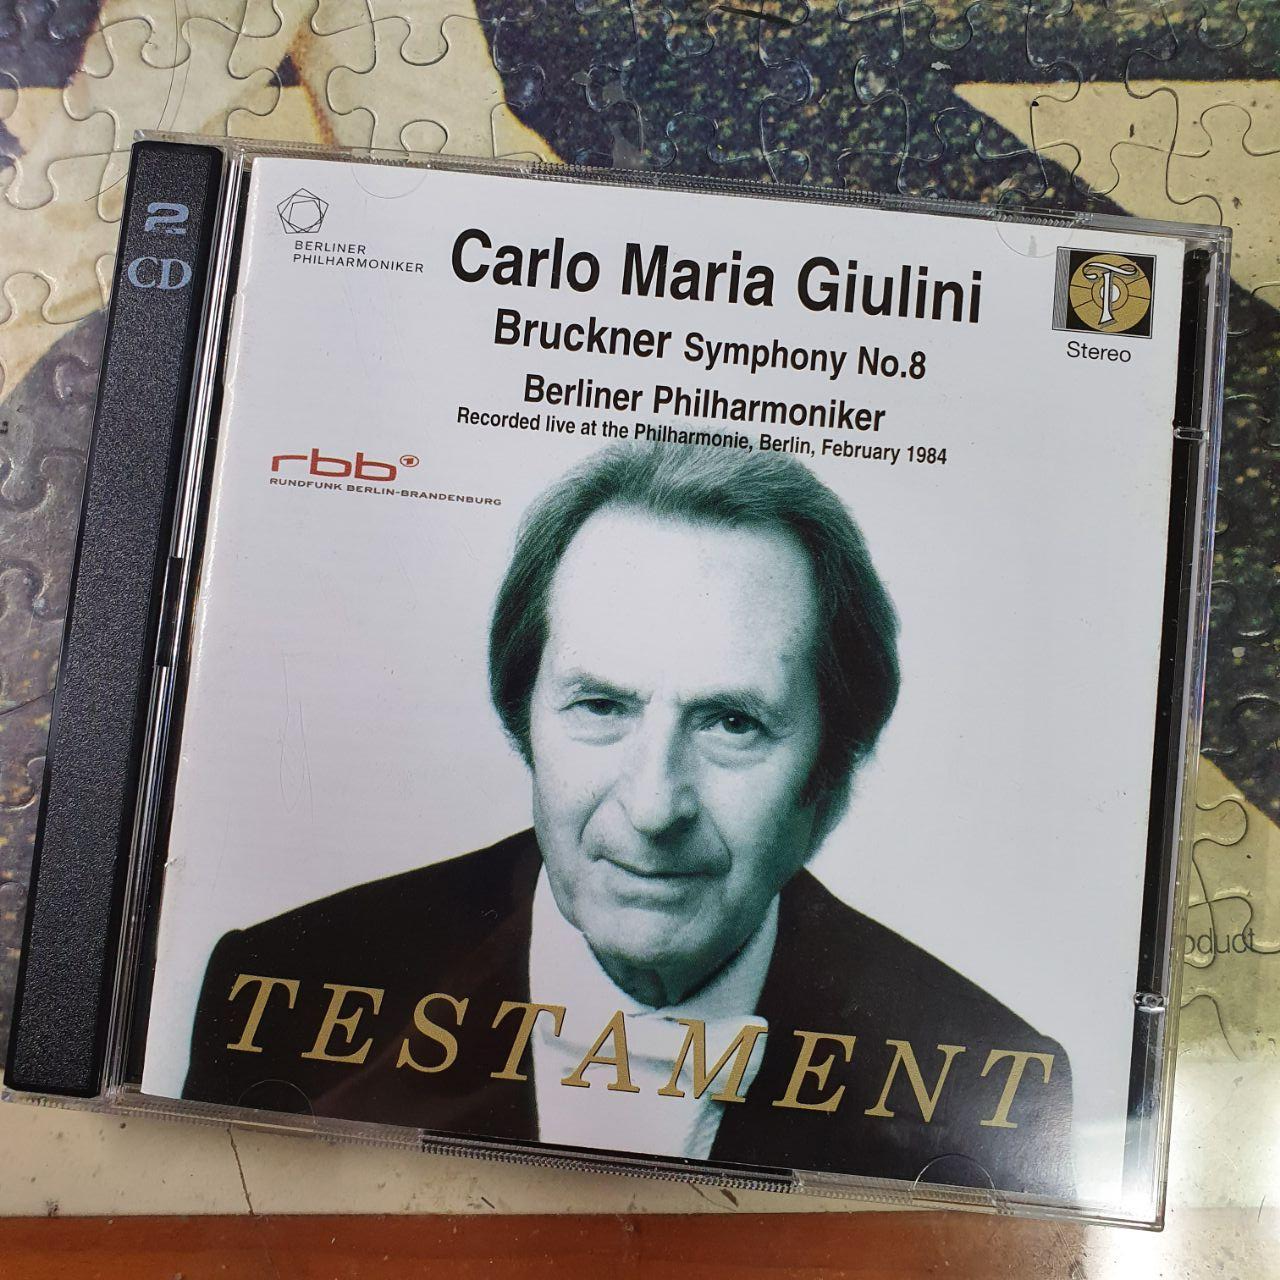 2
CD
BERLINER
PHILHARMONIKER
Carlo Maria Giulini
Bruckner Symphony No.8
Berliner Philharmoniker
Recorded live at the Philharmonie, Berlin, February 1984
T
Stereo
rbb
RUNDFUNK BERLIN-BRANDENBURG
TESTAMENT